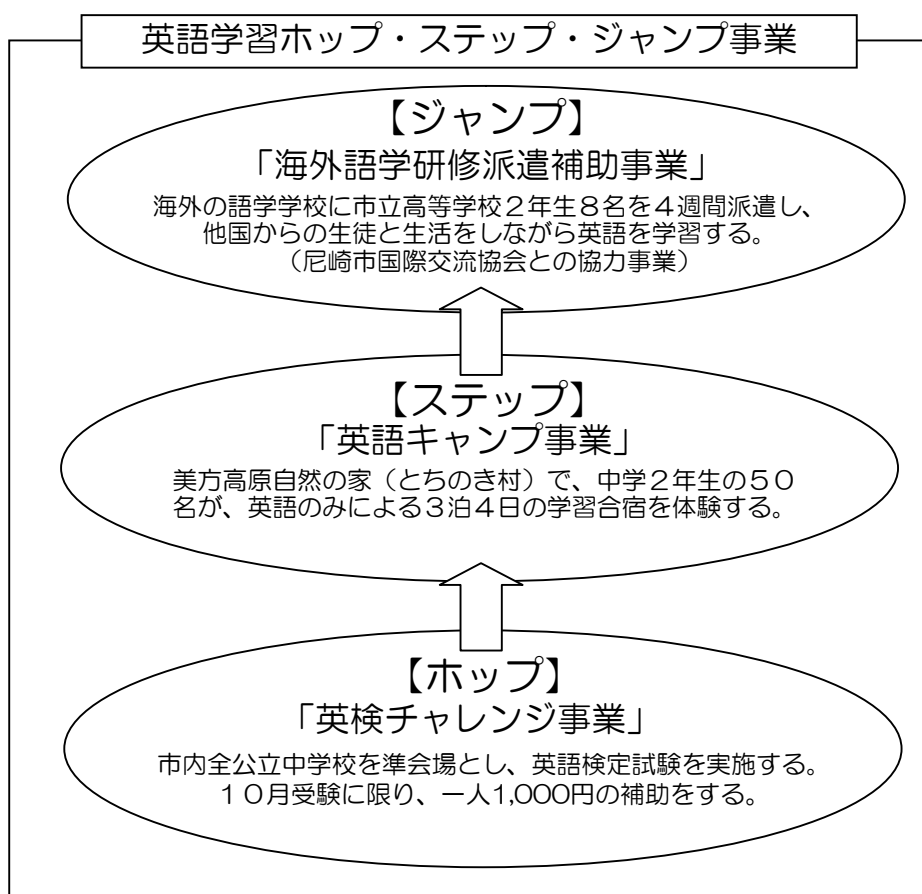 英語学習ホップ・ステップ・ジャンプ事業
【ジャンプ】
「海外語学研修派遣補助事業」
海外の語学学校に市立高等学校２年生８名を４週間派遣し、
他国からの生徒と生活をしながら英語を学習する。
（尼崎市国際交流協会との協力事業）
【ステップ】
「英語キャンプ事業」
美方高原自然の家（とちのき村）で、中学２年生の５０
名が、英語のみによる３泊４日の学習合宿を体験する。
【ホップ】
「英検チャレンジ事業」
市内全公立中学校を準会場とし、英語検定試験を実施する。
１０月受験に限り、一人1,000円の補助をする。